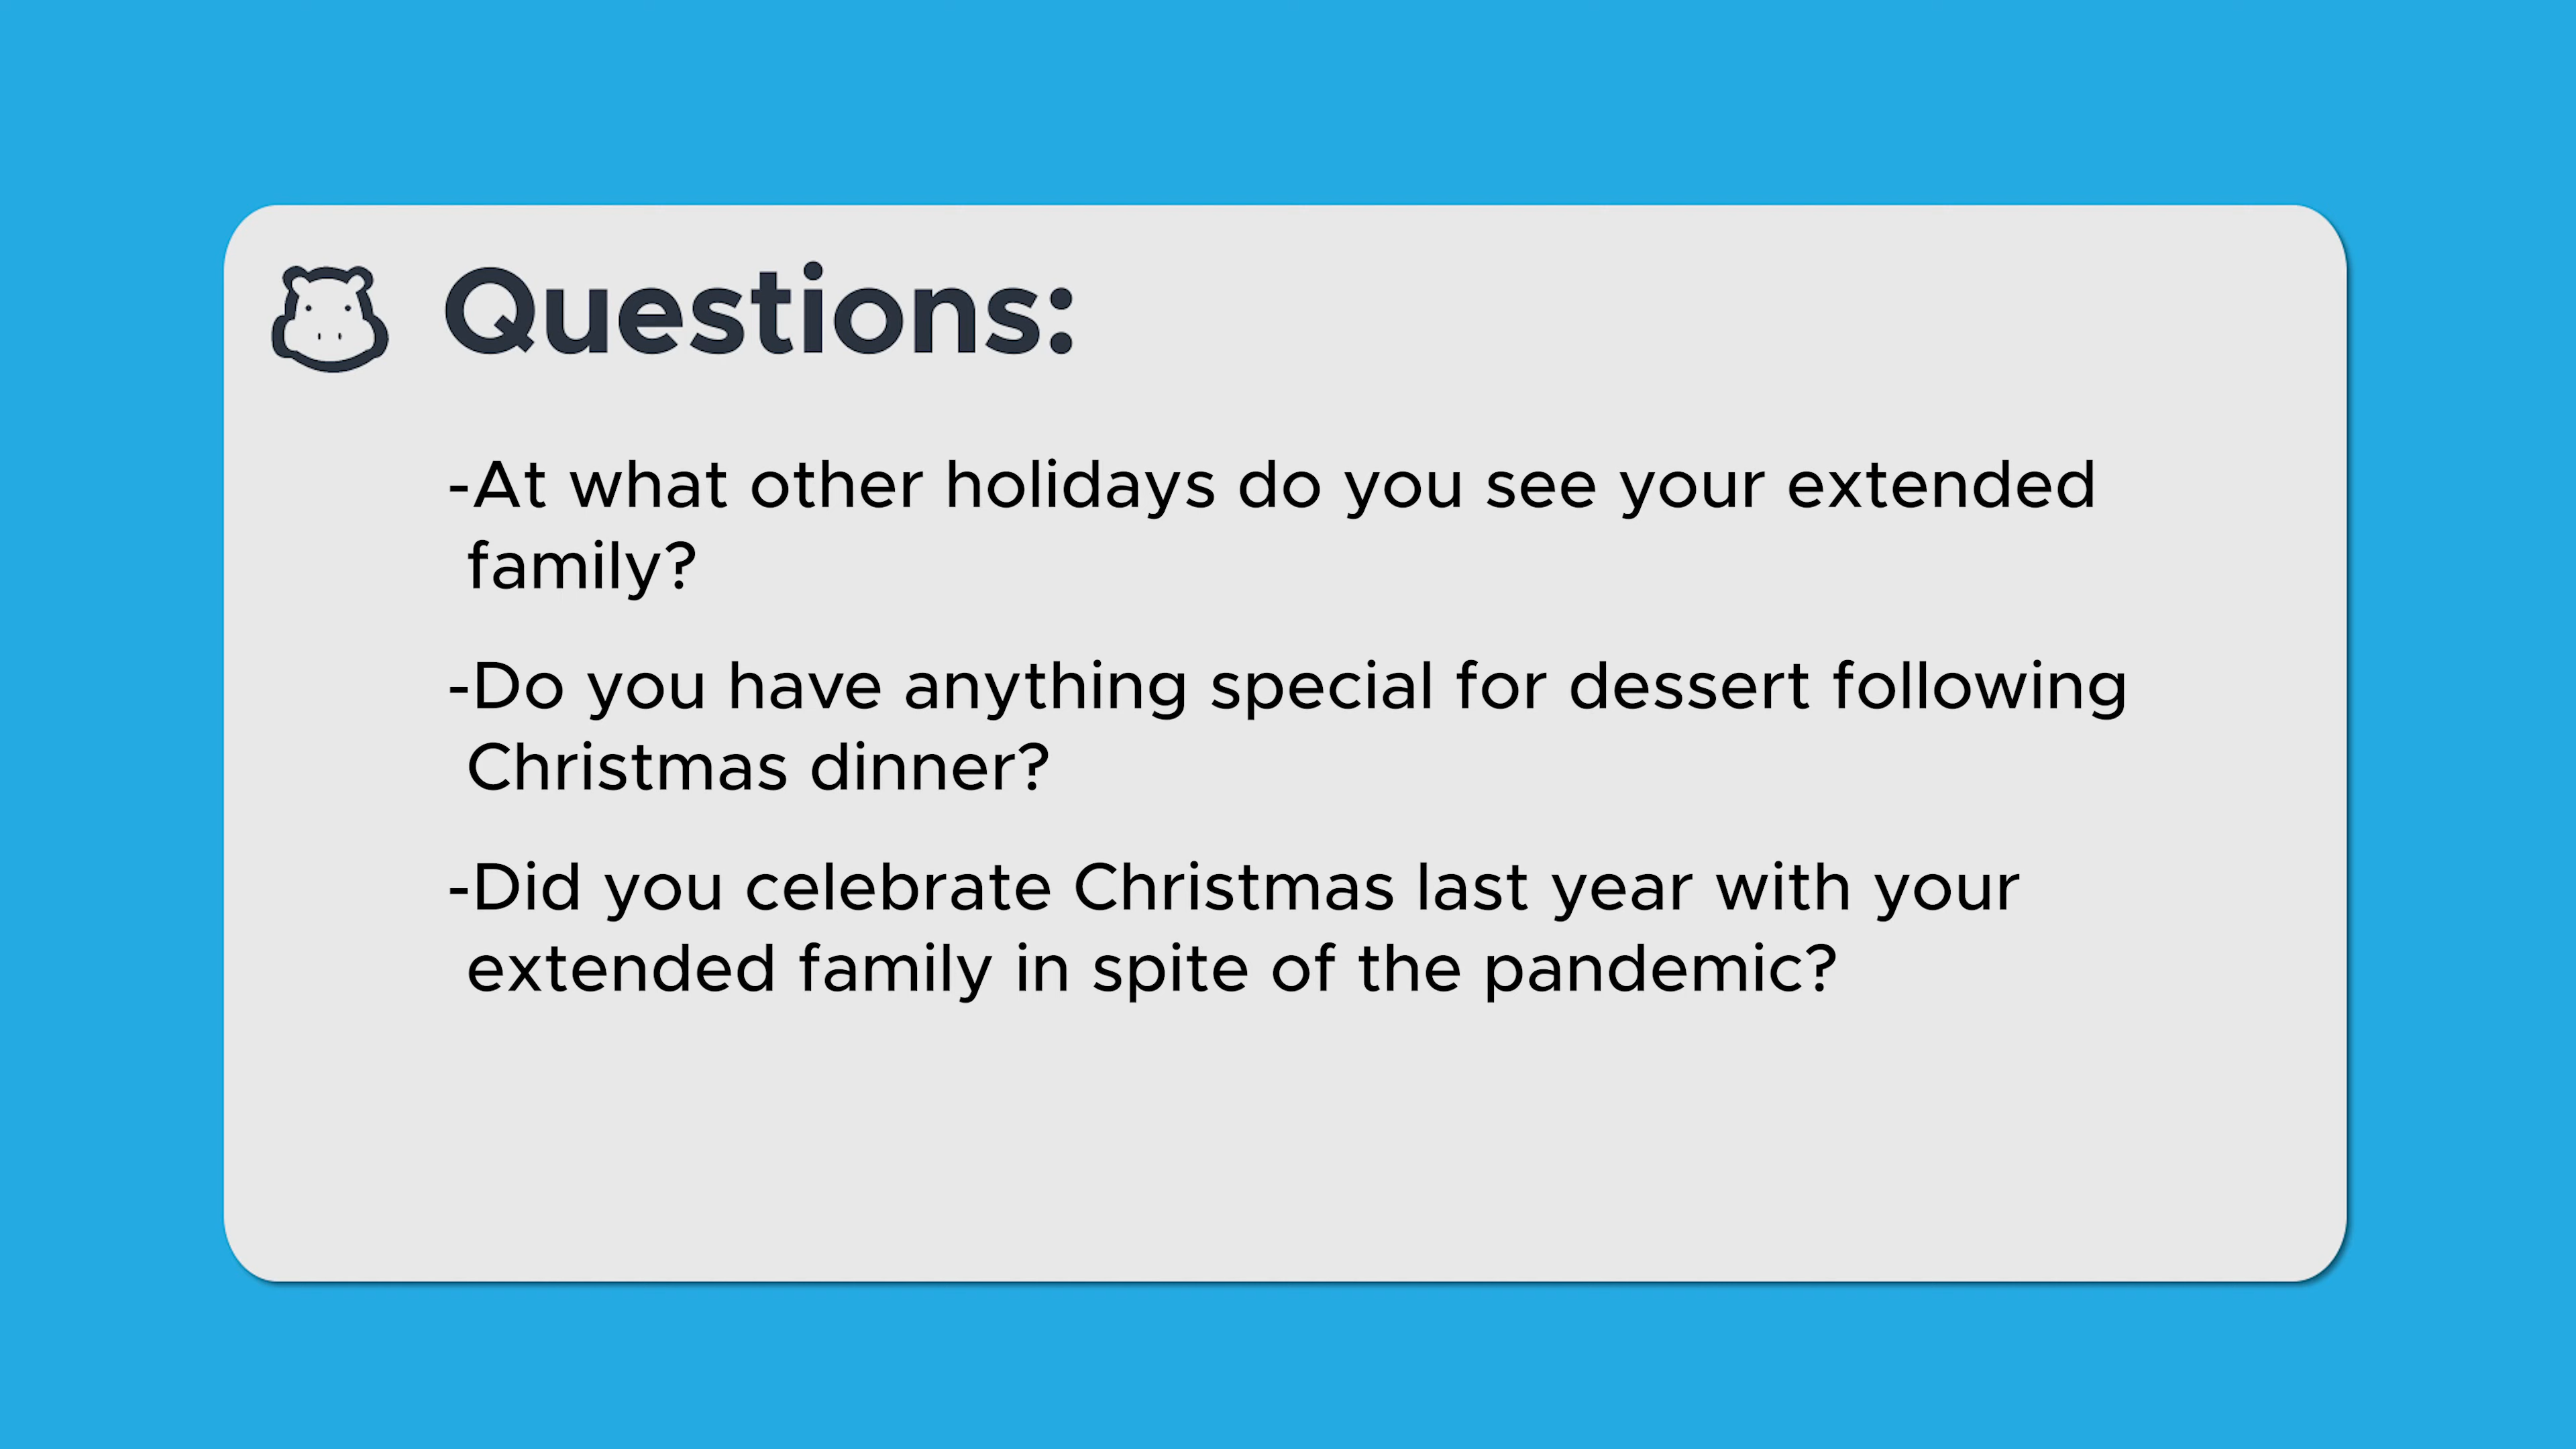 Questions:
-At what other holidays do you see your extended
family?
-Do you have anything special for dessert following
Christmas dinner?
-Did you celebrate Christmas last year with your
extended family in spite of the pandemic?